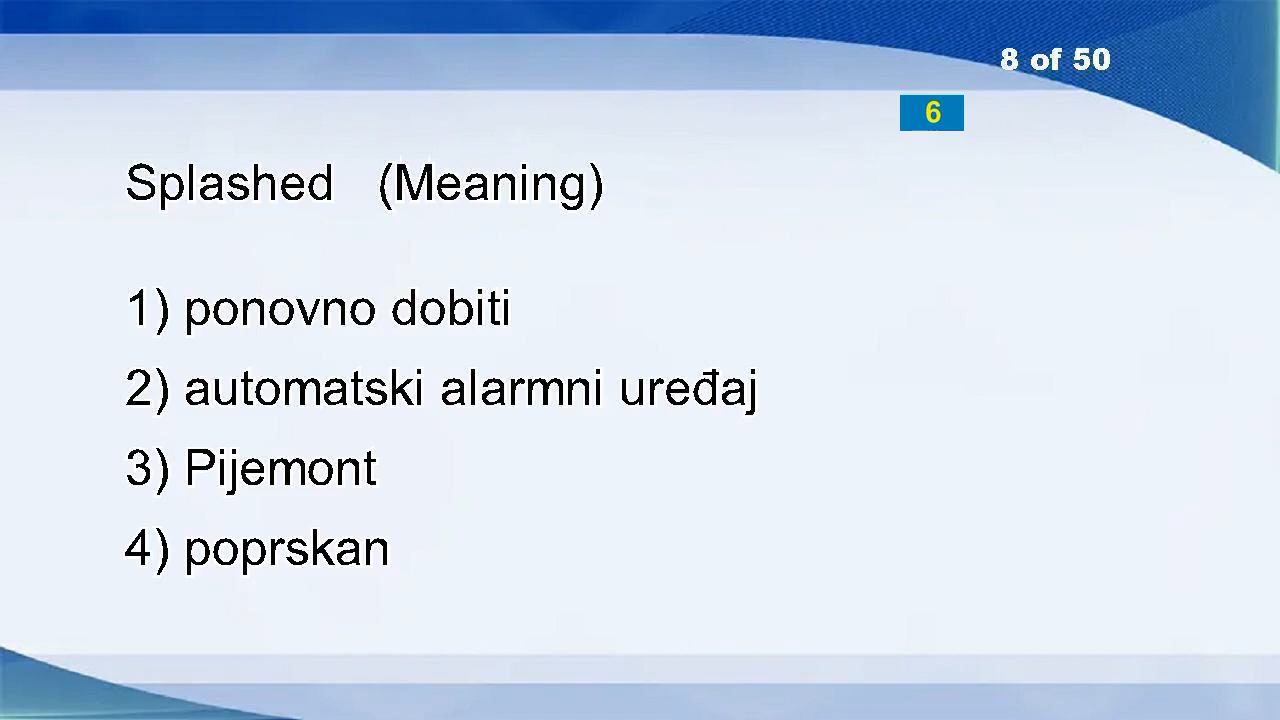 8 of 50
6
Splashed (Meaning)
1) ponovno dobiti
2) automatski alarmni uređaj
3) Pijemont
4) poprskan